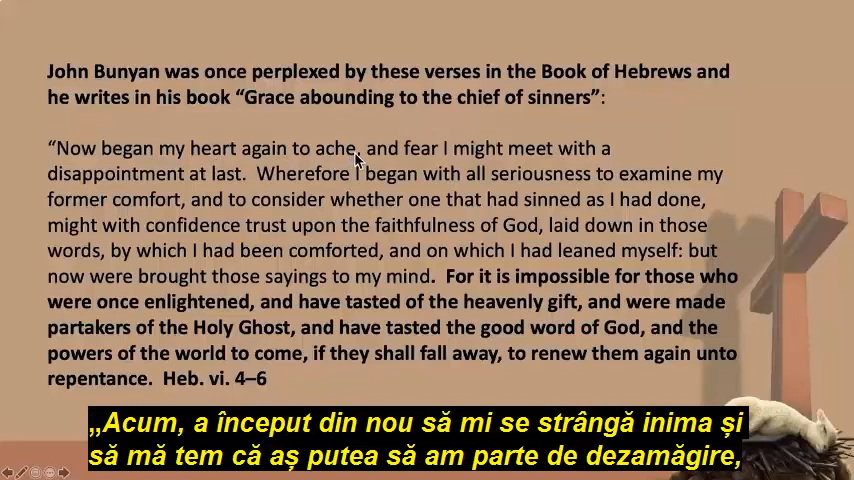 John Bunyan was once perplexed by these verses in the Book of Hebrews and
he writes in his book “Grace abounding to the chief of sinners”:
“Now began my heart again to ache, and fear I might meet with a
disappointment at last.  Wherefore I began with all seriousness to examine my
former comfort, and to consider whether one that had sinned as I had done,
might with confidence trust upon the faithfulness of God, laid down in those
words, by which I had been comforted, and on which I had leaned myself: but
now were brought those sayings to my mind.  For it is impossible for those who
were once enlightened, and have tasted of the heavenly gift, and were made
partakers of the Holy Ghost, and have tasted the good word of God, and the
powers of the world to come, if they shall fall away, to renew them again unto
repentance.  Heb. vi. 4–6
„Acum, a început din nou să mi se strângă inima și
să mă tem că aș putea să am parte de dezamăgire,